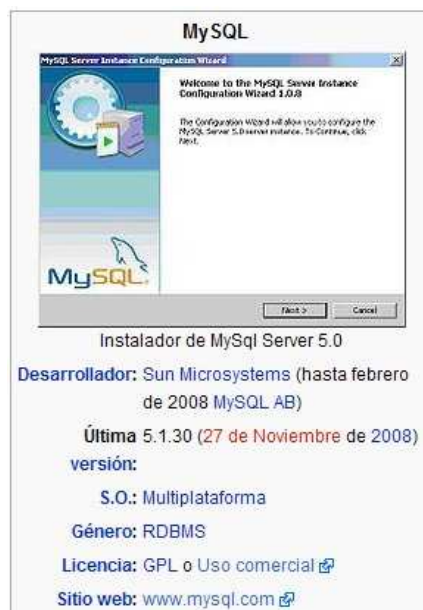 MySQL
MySQL Server Instance Configuration Wizard
Welcome to the MySQL Server Instance
Configuration Wizard 1.0.8
The Configuration Wizard will allow you to configure the
MySQL Server 5.0 server instance. To Continue, click
Next.
MySQL
Next >
Cancel
Instalador de MySql Server 5.0
Desarrollador: Sun Microsystems (hasta febrero
de 2008 MySQL AB)
Última 5.1.30 (27 de Noviembre de 2008)
versión:
S.O.: Multiplataforma
Género: RDBMS
Licencia: GPL o Uso comercial
Sitio web: www.mysql.com